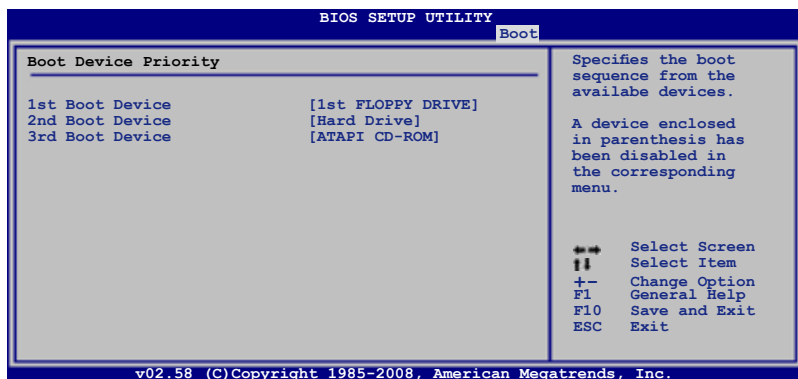 BIOS SETUP UTILITY
Boot
Boot Device Priority
1st Boot Device [1st FLOPPY DRIVE]
2nd Boot Device [Hard Drive]
3rd Boot Device [ATAPI CD-ROM]
Specifies the boot
sequence from the
availabe devices.
A device enclosed
in parenthesis has
been disabled in
the corresponding
menu.
←→ Select Screen
↑↓ Select Item
+- Change Option
F1 General Help
F10 Save and Exit
ESC Exit
v02.58 (C)Copyright 1985-2008, American Megatrends, Inc.